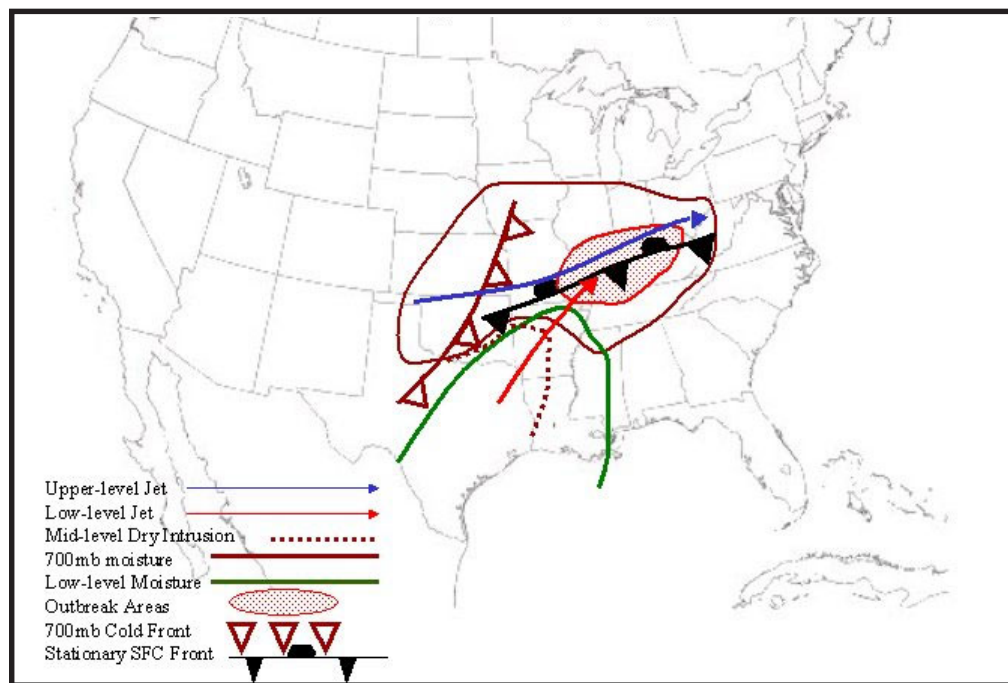 Upper-level Jet
Low-level Jet
Mid-level Dry Intrusion
700mb moisture
Low-level Moisture
Outbreak Areas
700mb Cold Front
Stationary SFC Front